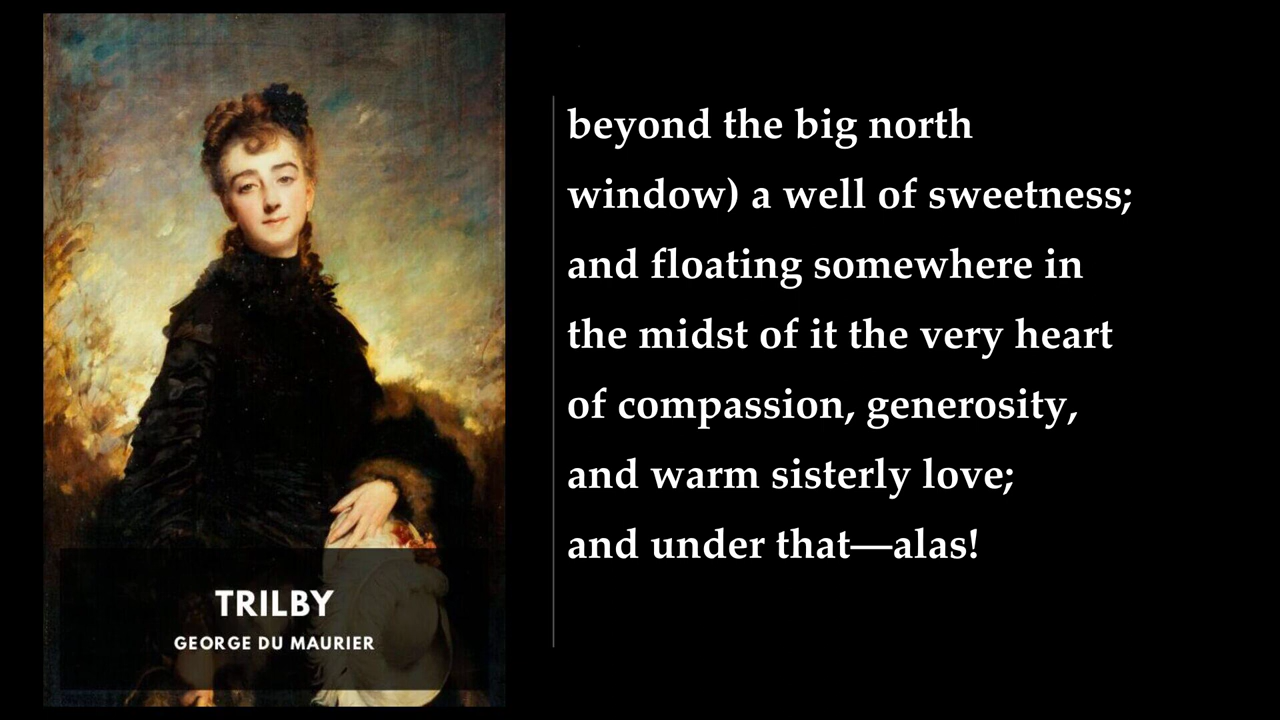 TRILBY
GEORGE DU MAURIER
beyond the big north
window) a well of sweetness;
and floating somewhere in
the midst of it the very heart
of compassion, generosity,
and warm sisterly love;
and under that—alas!